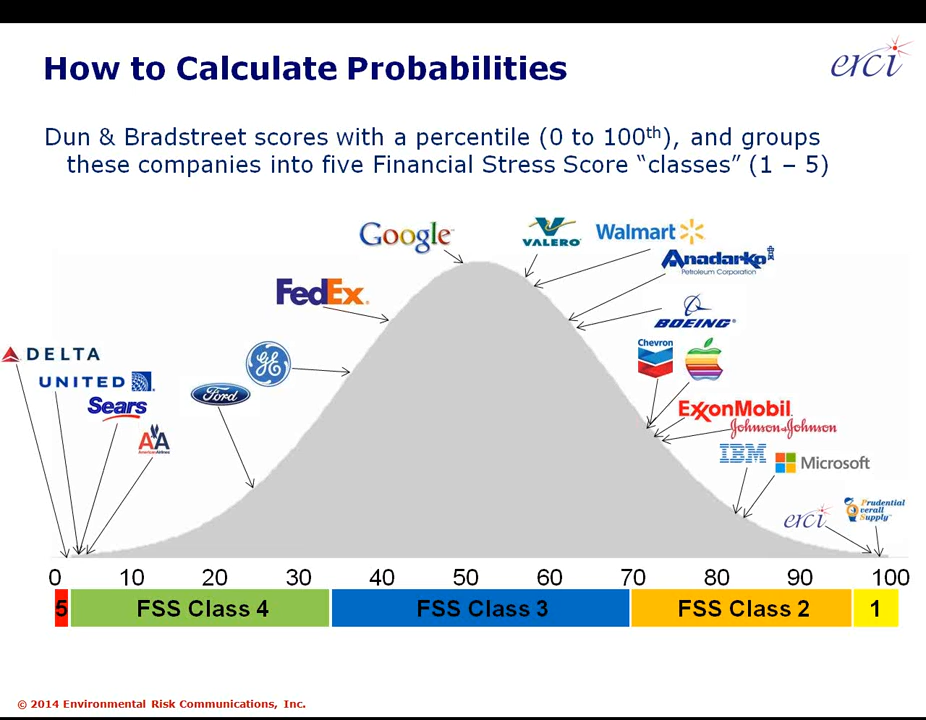 How to Calculate Probabilities
erci
Dun & Bradstreet scores with a percentile (0 to 100th), and groups
these companies into five Financial Stress Score “classes” (1 – 5)
Google
VALERO
Walmart
Anadarko
Petroleum Corporation
FedEx
BOEING
Chevron
DELTA
GE
UNITED
Ford
Sears
ExxonMobil
Johnson & Johnson
AA
AmericanAirlines
IBM
Microsoft
erci
Prudential
Overall
Supply
0 10 20 30 40 50 60 70 80 90 100
5 FSS Class 4 FSS Class 3 FSS Class 2 1
© 2014 Environmental Risk Communications, Inc.